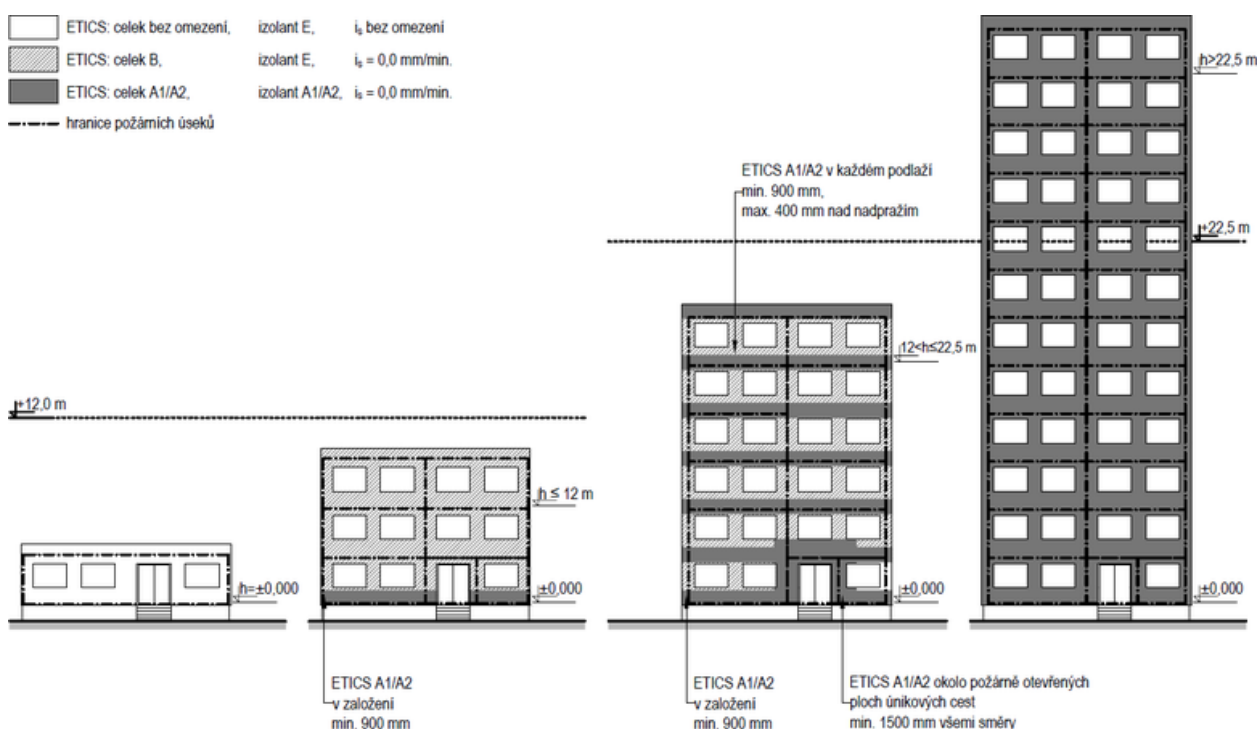 ETICS: celek bez omezení, izolant E, iₛ bez omezení
ETICS: celek B, izolant E, iₛ = 0,0 mm/min.
ETICS: celek A1/A2, izolant A1/A2, iₛ = 0,0 mm/min.
hranice požárních úseků
h>22,5 m
ETICS A1/A2 v každém podlaží
min. 900 mm,
max. 400 mm nad nadpražím
+22,5 m
12<h≤22,5 m
+12,0 m
h ≤ 12 m
h=±0,000
±0,000
±0,000
±0,000
ETICS A1/A2
v založení
min. 900 mm
ETICS A1/A2
v založení
min. 900 mm
ETICS A1/A2 okolo požárně otevřených
ploch únikových cest
min. 1500 mm všemi směry